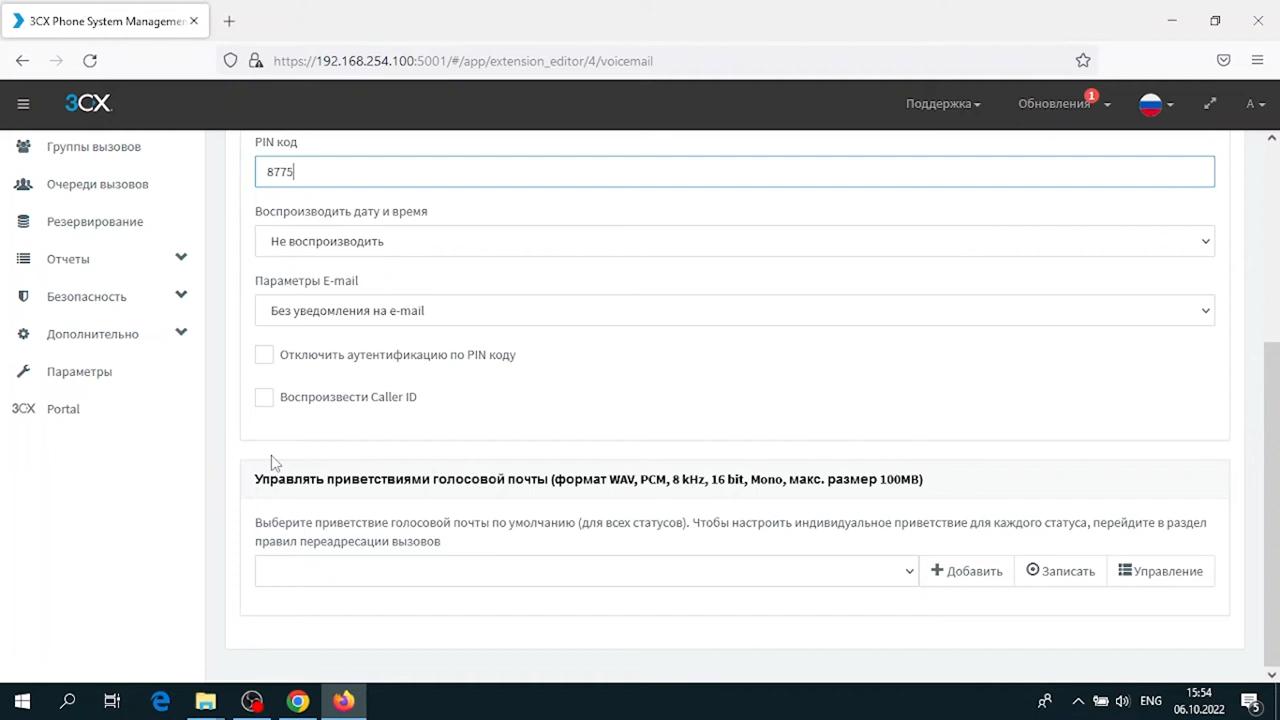 3CX Phone System Managemen
https://192.168.254.100:5001/#/app/extension_editor/4/voicemail
3CX
Поддержка
Обновления
1
A
Группы вызовов
Очереди вызовов
Резервирование
Отчеты
Безопасность
Дополнительно
Параметры
3CX Portal
PIN код
8775
Воспроизводить дату и время
Не воспроизводить
Параметры E-mail
Без уведомления на e-mail
Отключить аутентификацию по PIN коду
Воспроизвести Caller ID
Управлять приветствиями голосовой почты (формат WAV, PCM, 8 kHz, 16 bit, Mono, макс. размер 100MB)
Выберите приветствие голосовой почты по умолчанию (для всех статусов). Чтобы настроить индивидуальное приветствие для каждого статуса, перейдите в раздел
правил переадресации вызовов
Добавить
Записать
Управление
ENG
15:54
06.10.2022
5